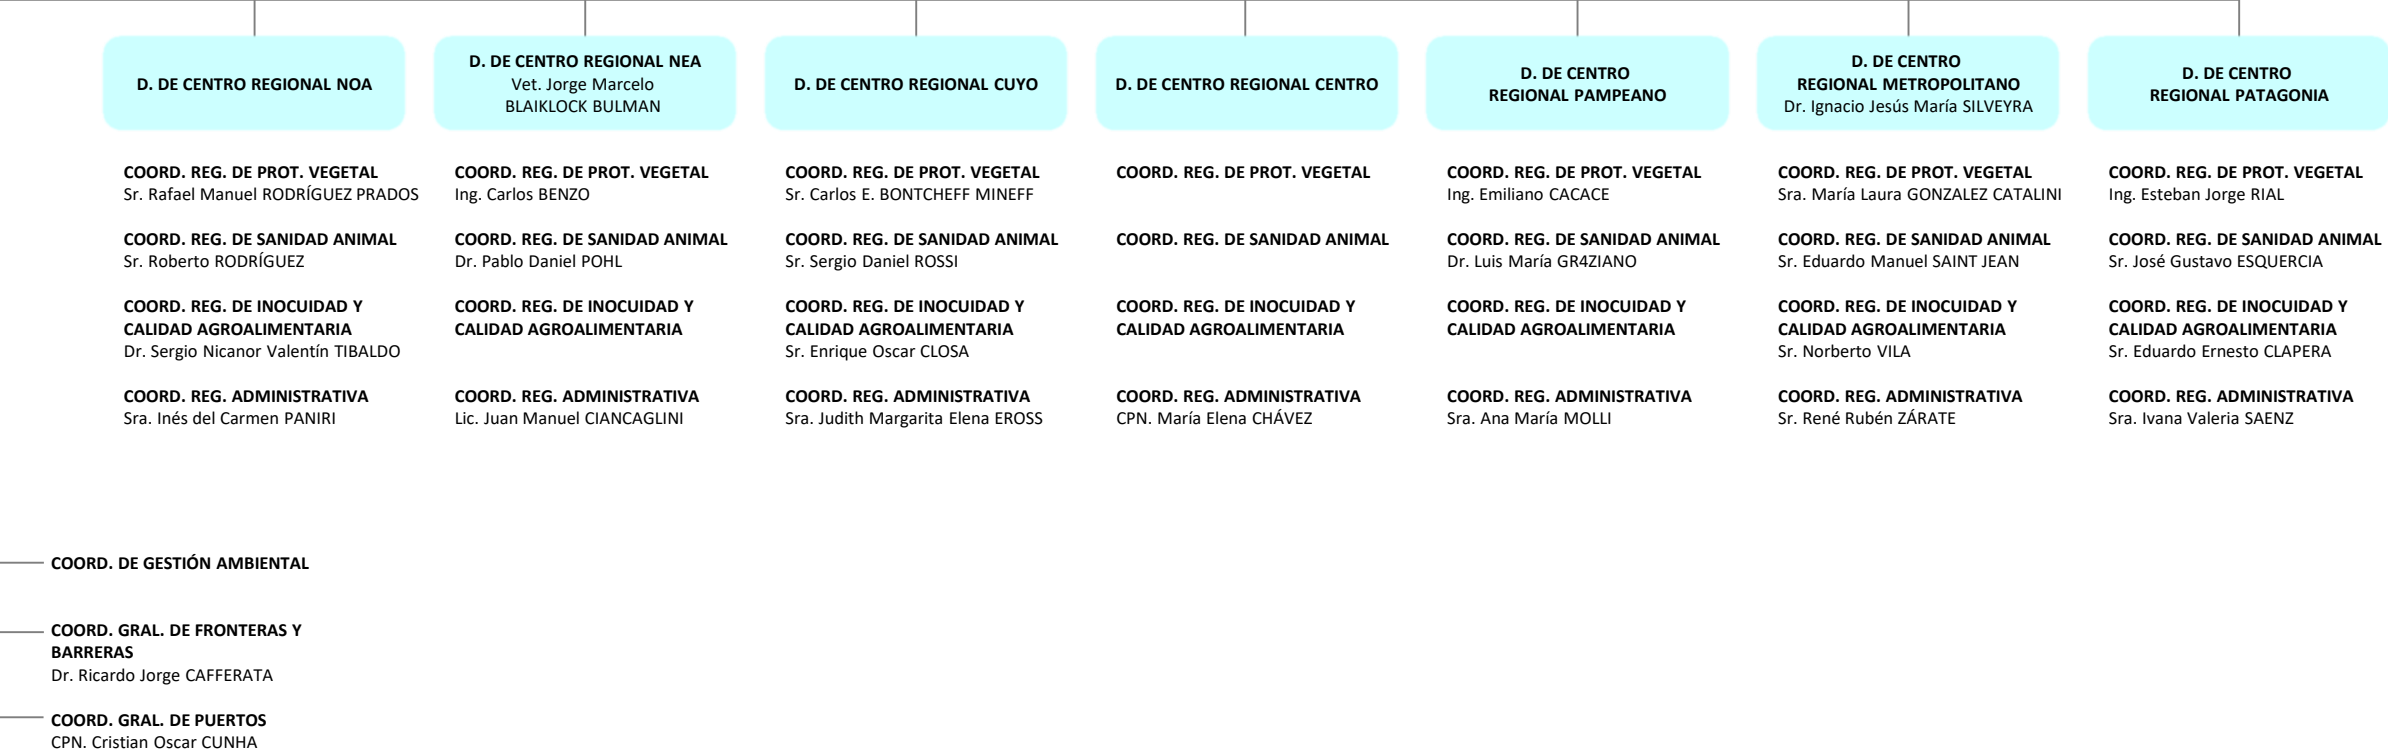 D. DE CENTRO REGIONAL NOA
COORD. REG. DE PROT. VEGETAL
Sr. Rafael Manuel RODRÍGUEZ PRADOS
COORD. REG. DE SANIDAD ANIMAL
Sr. Roberto RODRÍGUEZ
COORD. REG. DE INOCUIDAD Y
CALIDAD AGROALIMENTARIA
Dr. Sergio Nicanor Valentín TIBALDO
COORD. REG. ADMINISTRATIVA
Sra. Inés del Carmen PANIRI
D. DE CENTRO REGIONAL NEA
Vet. Jorge Marcelo
BLAIKLOCK BULMAN
COORD. REG. DE PROT. VEGETAL
Ing. Carlos BENZO
COORD. REG. DE SANIDAD ANIMAL
Dr. Pablo Daniel POHL
COORD. REG. DE INOCUIDAD Y
CALIDAD AGROALIMENTARIA
COORD. REG. ADMINISTRATIVA
Lic. Juan Manuel CIANCAGLINI
D. DE CENTRO REGIONAL CUYO
COORD. REG. DE PROT. VEGETAL
Sr. Carlos E. BONTCHEFF MINEFF
COORD. REG. DE SANIDAD ANIMAL
Sr. Sergio Daniel ROSSI
COORD. REG. DE INOCUIDAD Y
CALIDAD AGROALIMENTARIA
Sr. Enrique Oscar CLOSA
COORD. REG. ADMINISTRATIVA
Sra. Judith Margarita Elena EROSS
D. DE CENTRO REGIONAL CENTRO
COORD. REG. DE PROT. VEGETAL
COORD. REG. DE SANIDAD ANIMAL
COORD. REG. DE INOCUIDAD Y
CALIDAD AGROALIMENTARIA
COORD. REG. ADMINISTRATIVA
CPN. María Elena CHÁVEZ
D. DE CENTRO
REGIONAL PAMPEANO
COORD. REG. DE PROT. VEGETAL
Ing. Emiliano CACACE
COORD. REG. DE SANIDAD ANIMAL
Dr. Luis María GR4ZIANO
COORD. REG. DE INOCUIDAD Y
CALIDAD AGROALIMENTARIA
COORD. REG. ADMINISTRATIVA
Sra. Ana María MOLLI
D. DE CENTRO
REGIONAL METROPOLITANO
Dr. Ignacio Jesús María SILVEYRA
COORD. REG. DE PROT. VEGETAL
Sra. María Laura GONZALEZ CATALINI
COORD. REG. DE SANIDAD ANIMAL
Sr. Eduardo Manuel SAINT JEAN
COORD. REG. DE INOCUIDAD Y
CALIDAD AGROALIMENTARIA
Sr. Norberto VILA
COORD. REG. ADMINISTRATIVA
Sr. René Rubén ZÁRATE
D. DE CENTRO
REGIONAL PATAGONIA
COORD. REG. DE PROT. VEGETAL
Ing. Esteban Jorge RIAL
COORD. REG. DE SANIDAD ANIMAL
Sr. José Gustavo ESQUERCIA
COORD. REG. DE INOCUIDAD Y
CALIDAD AGROALIMENTARIA
Sr. Eduardo Ernesto CLAPERA
COORD. REG. ADMINISTRATIVA
Sra. Ivana Valeria SAENZ
COORD. DE GESTIÓN AMBIENTAL
COORD. GRAL. DE FRONTERAS Y
BARRERAS
Dr. Ricardo Jorge CAFFERATA
COORD. GRAL. DE PUERTOS
CPN. Cristian Oscar CUNHA